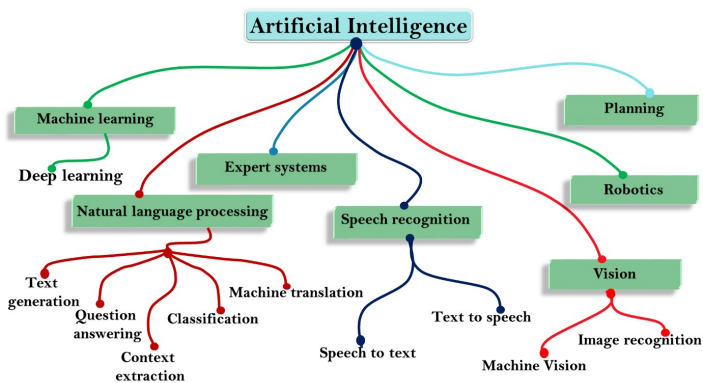 Artificial Intelligence
Machine learning
Planning
Deep learning
Expert systems
Robotics
Natural language processing
Speech recognition
Vision
Text
generation
Question
answering
Context
extraction
Classification
Machine translation
Speech to text
Text to speech
Machine Vision
Image recognition